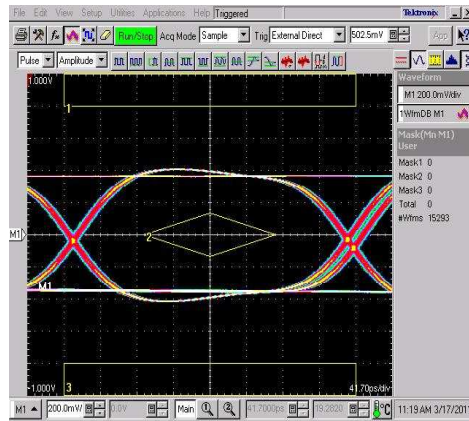 File Edit View Setup Utilities Applications Help Triggered Tektronix
Run/Stop Acq Mode Sample Trig External Direct 502.5mV App
Pulse Amplitude
1.000V
1
Waveform
M1 200.0mV/div
1WfmDB M1
Mask(Mn M1)
User
Mask1 0
Mask2 0
Mask3 0
Total 0
#Wfms 15293
M1
2
M1
-1.000V
3
41.70ps/div
M1 200.0mV 0.0V Main 41.7000ps 19.2820 °C 11:19 AM 3/17/201